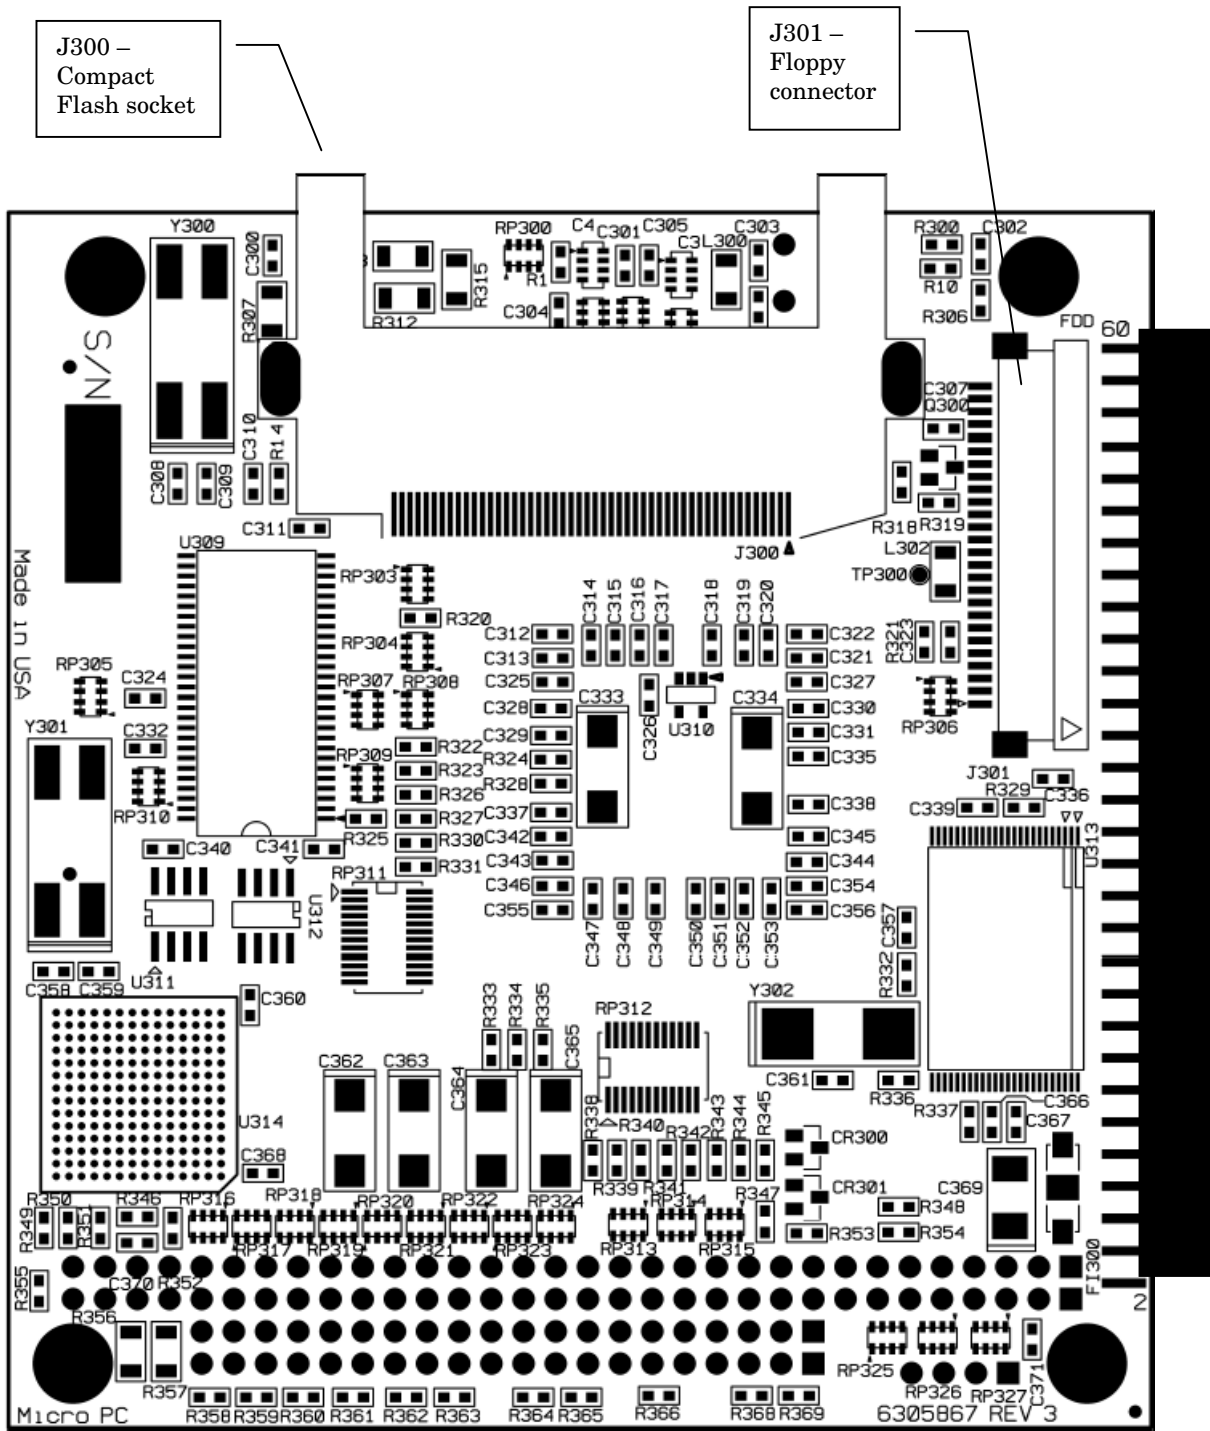 J300 –
Compact
Flash socket
J301 –
Floppy
connector
Y300
C300
R307
R315
R312
RP300
R1
C304
C4
C301
C305
C3
L300
C303
R300
C302
R10
R306
FDD
60
S/N
C307
Q300
C308
C309
C310
R14
C311
R318
R319
J300
L302
TP300
U309
Made in USA
RP303
R320
RP304
C314
C315
C316
C317
C318
C319
C320
C312
C313
C325
C328
C329
R324
R328
C337
C342
C343
C346
C355
C322
C321
C327
C330
C331
C335
C338
C345
C344
C354
C356
R321
C323
RP305
C324
RP307
RP308
C333
C326
U310
C334
RP306
Y301
C332
RP309
R322
R323
R326
R327
R330
R331
R325
RP310
J301
R329
C336
C339
U313
C340
C341
RP311
U312
U311
C347
C348
C349
C350
C351
C352
C353
C357
R332
C358
C359
C360
R333
R334
R335
C365
RP312
Y302
C362
C363
C364
C361
R336
R337
C366
C367
U314
C368
R338
R340
R342
R343
R344
R345
CR300
R339
R341
RP314
R347
CR301
C369
R348
R353
R354
R350
R346
R349
R351
RP316
RP318
RP320
RP322
RP324
RP317
RP319
RP321
RP323
RP313
RP315
R355
C370
R352
FI300
2
R356
R357
RP325
RP326
RP327
C371
R358
R359
R360
R361
R362
R363
R364
R365
R366
R368
R369
Micro PC
6305867 REV 3